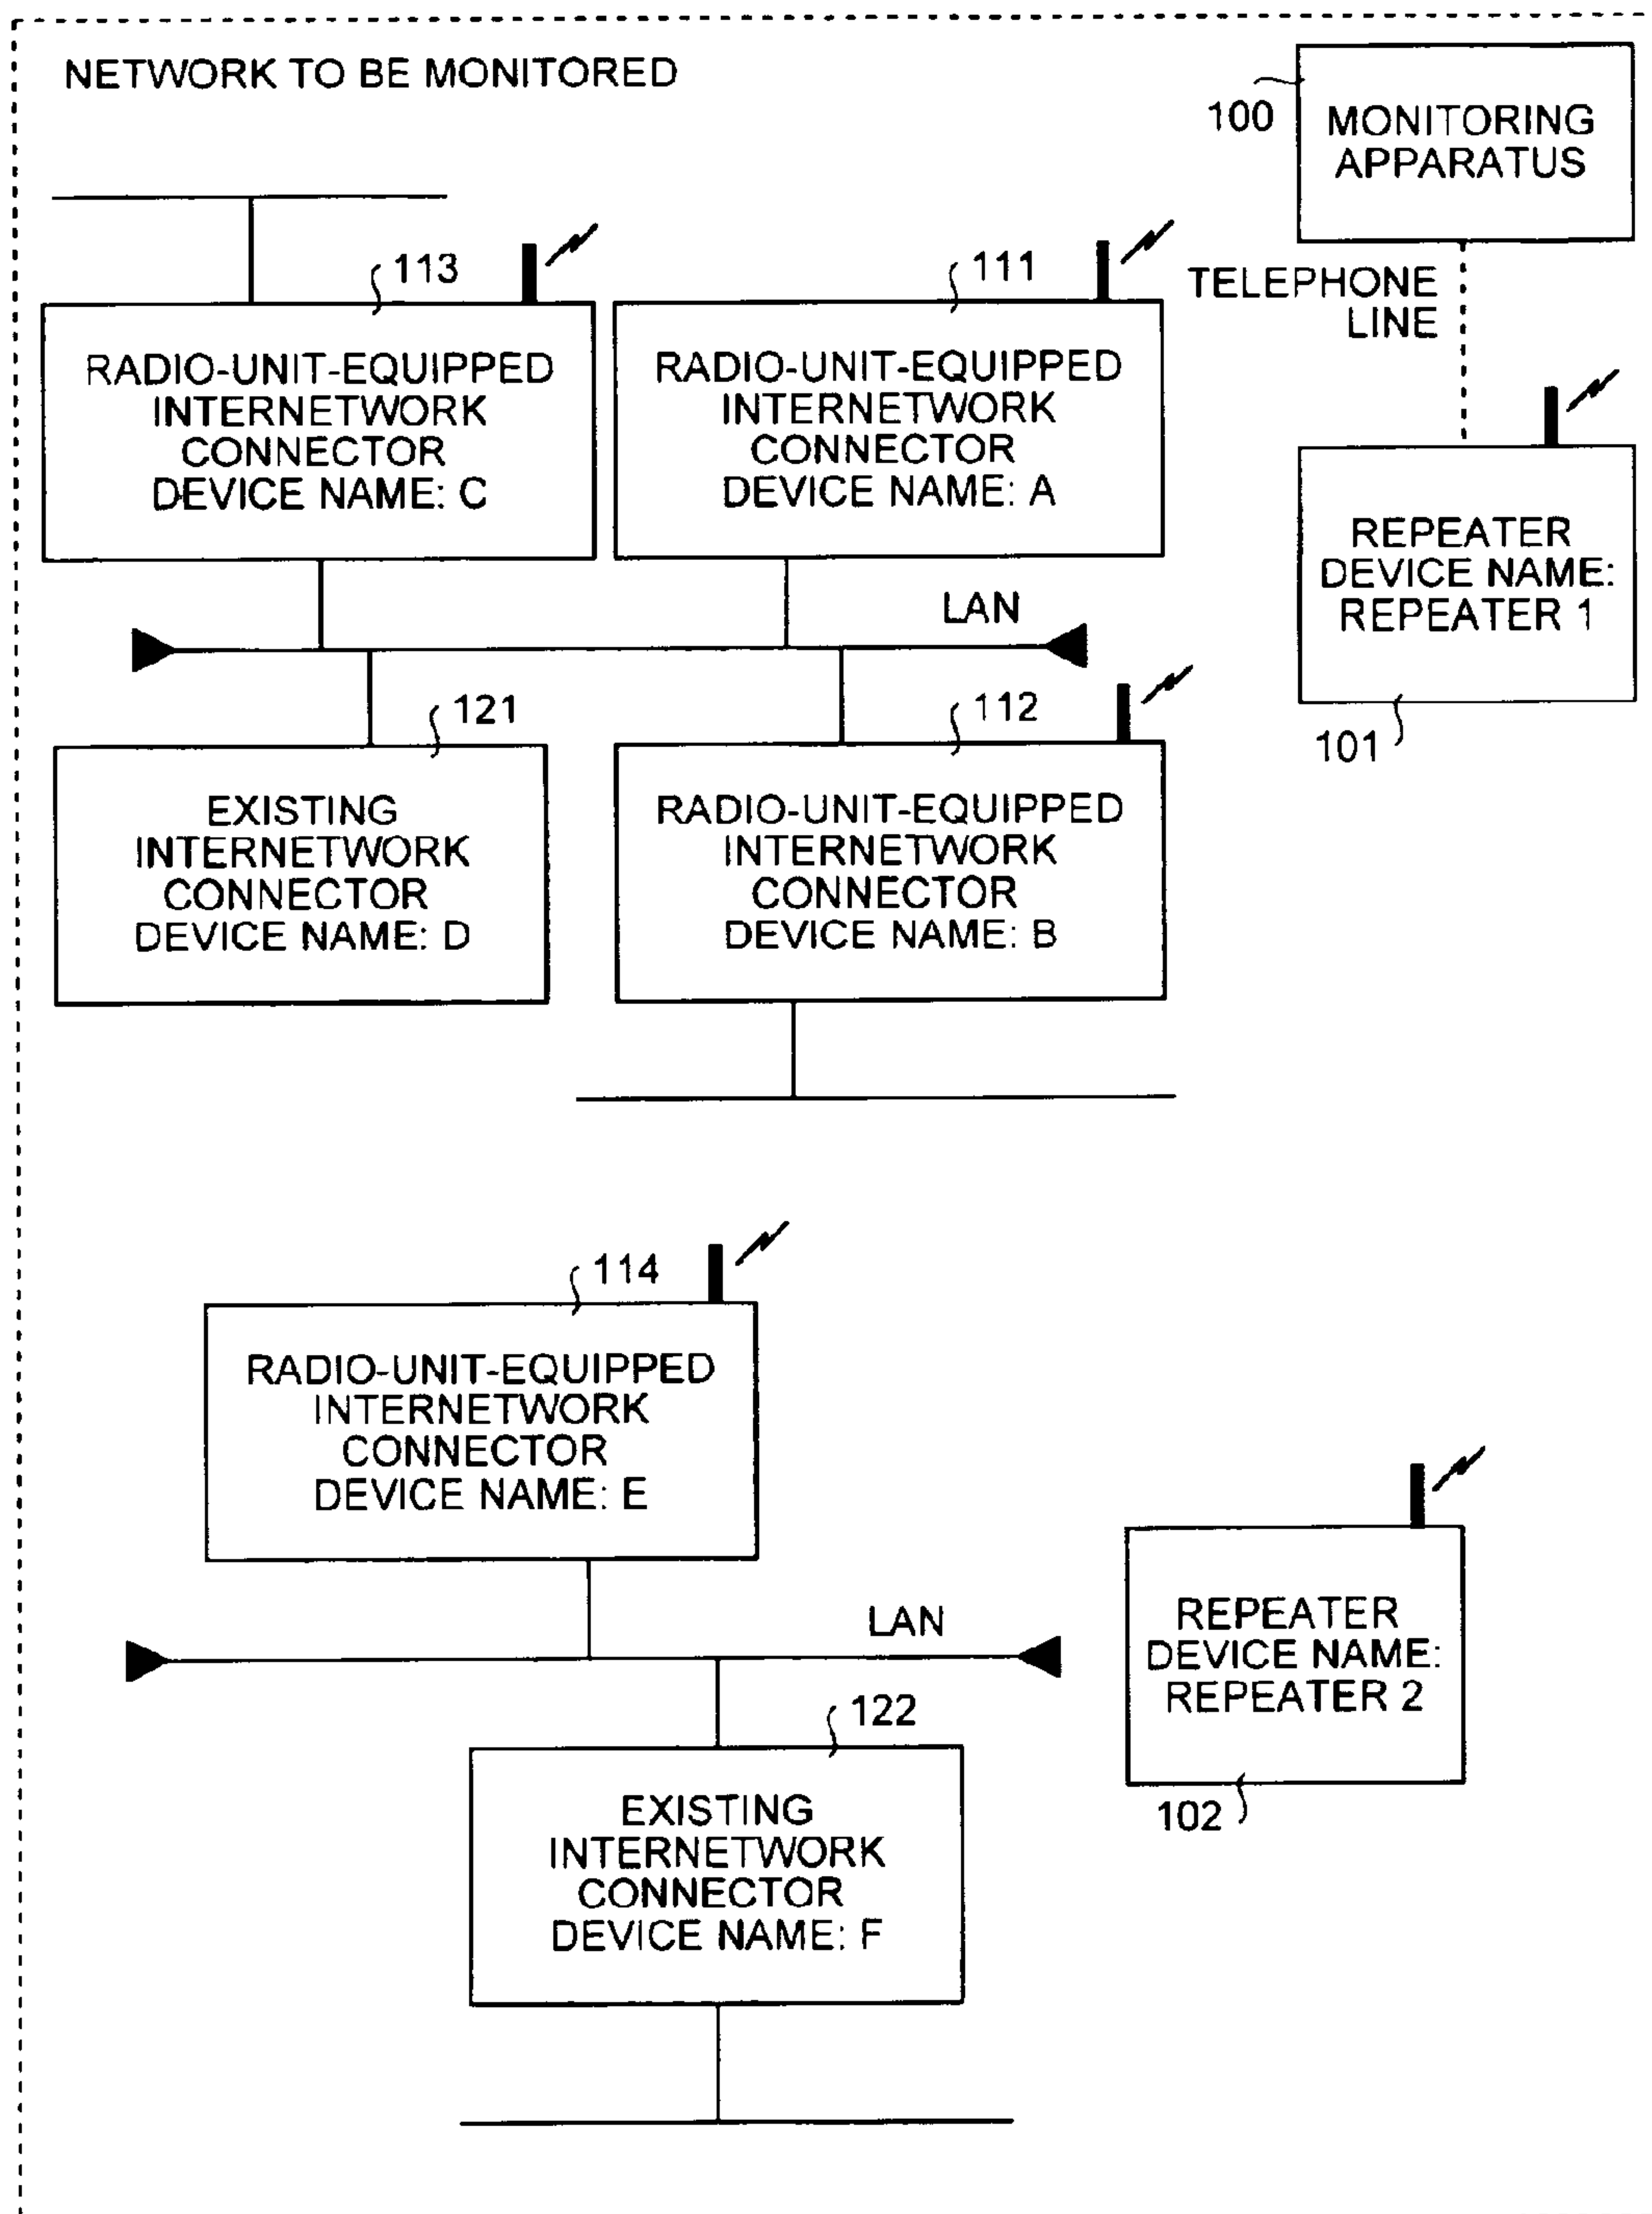 NETWORK TO BE MONITORED
100
MONITORING
APPARATUS
TELEPHONE
LINE
113
RADIO-UNIT-EQUIPPED
INTERNETWORK
CONNECTOR
DEVICE NAME: C
111
RADIO-UNIT-EQUIPPED
INTERNETWORK
CONNECTOR
DEVICE NAME: A
REPEATER
DEVICE NAME:
REPEATER 1
101
LAN
121
EXISTING
INTERNETWORK
CONNECTOR
DEVICE NAME: D
112
RADIO-UNIT-EQUIPPED
INTERNETWORK
CONNECTOR
DEVICE NAME: B
114
RADIO-UNIT-EQUIPPED
INTERNETWORK
CONNECTOR
DEVICE NAME: E
LAN
REPEATER
DEVICE NAME:
REPEATER 2
102
122
EXISTING
INTERNETWORK
CONNECTOR
DEVICE NAME: F